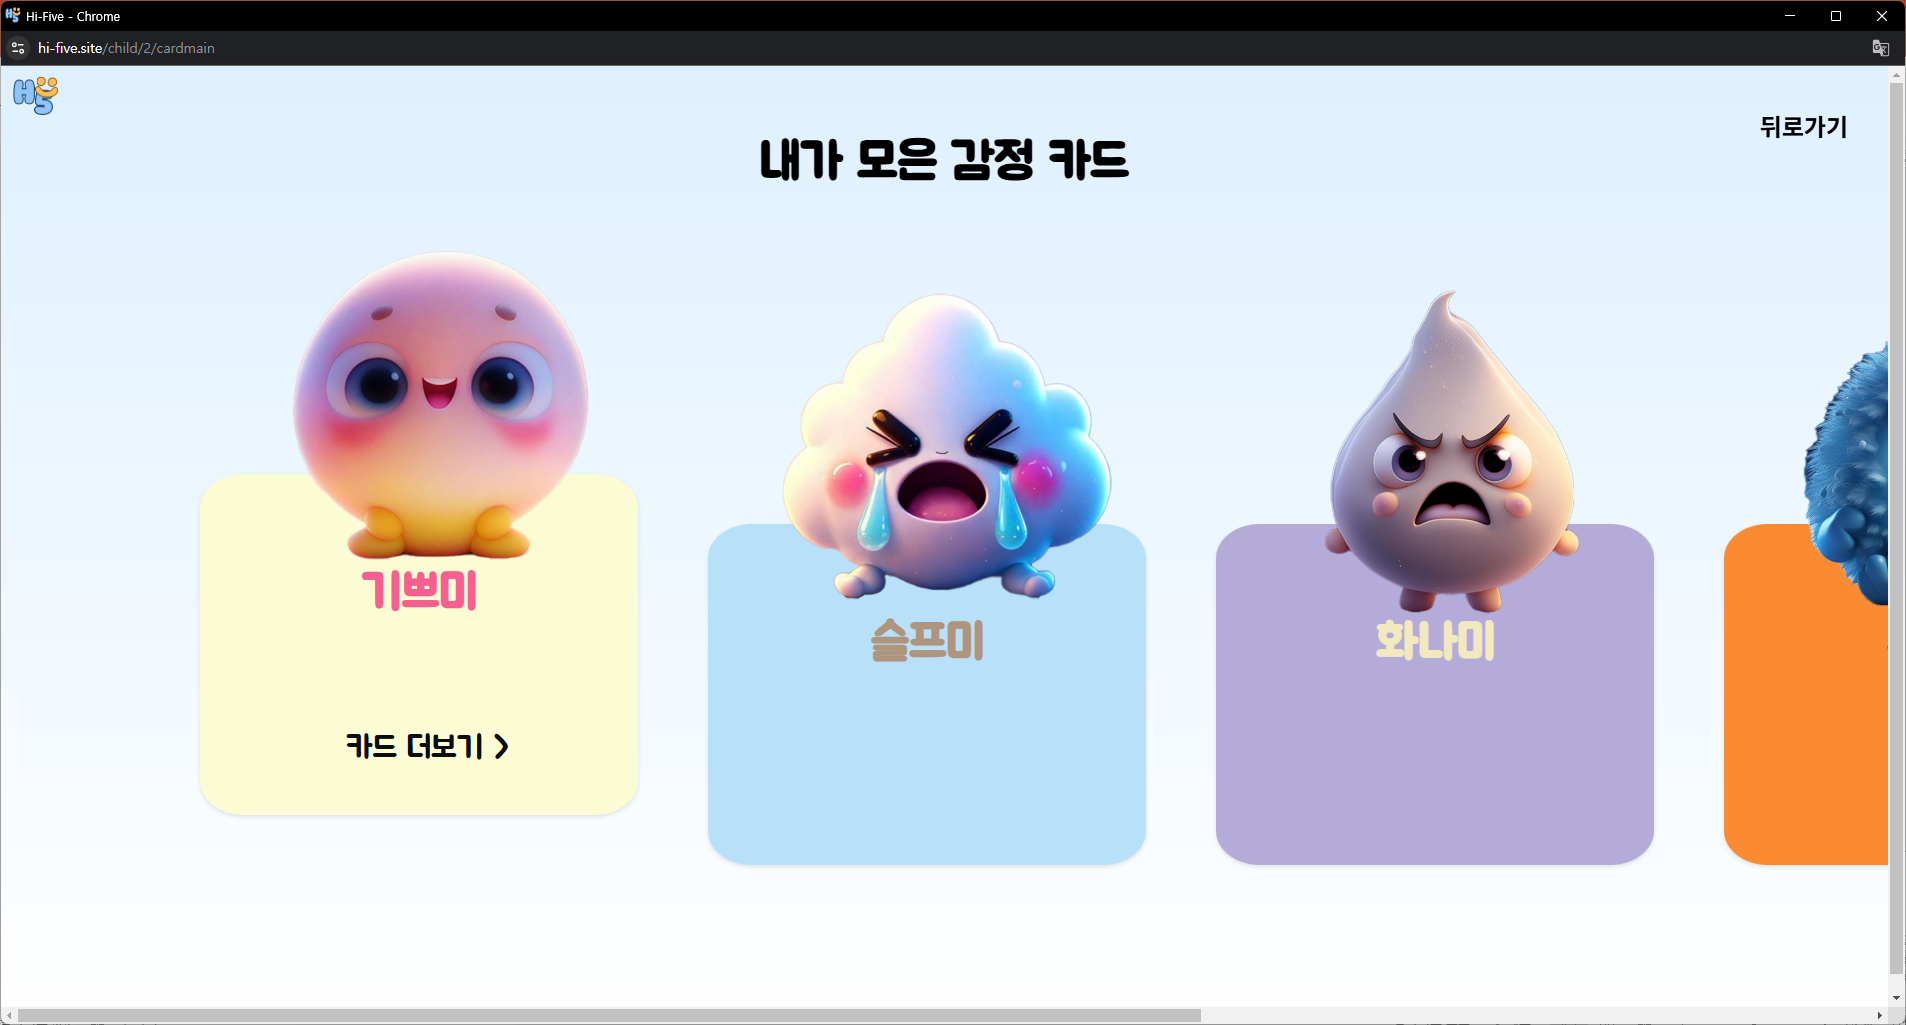 Hi-Five - Chrome
hi-five.site/child/2/cardmain
H5
뒤로가기
내가 모은 감정 카드
기쁘미
슬프미
화나미
카드 더보기 >